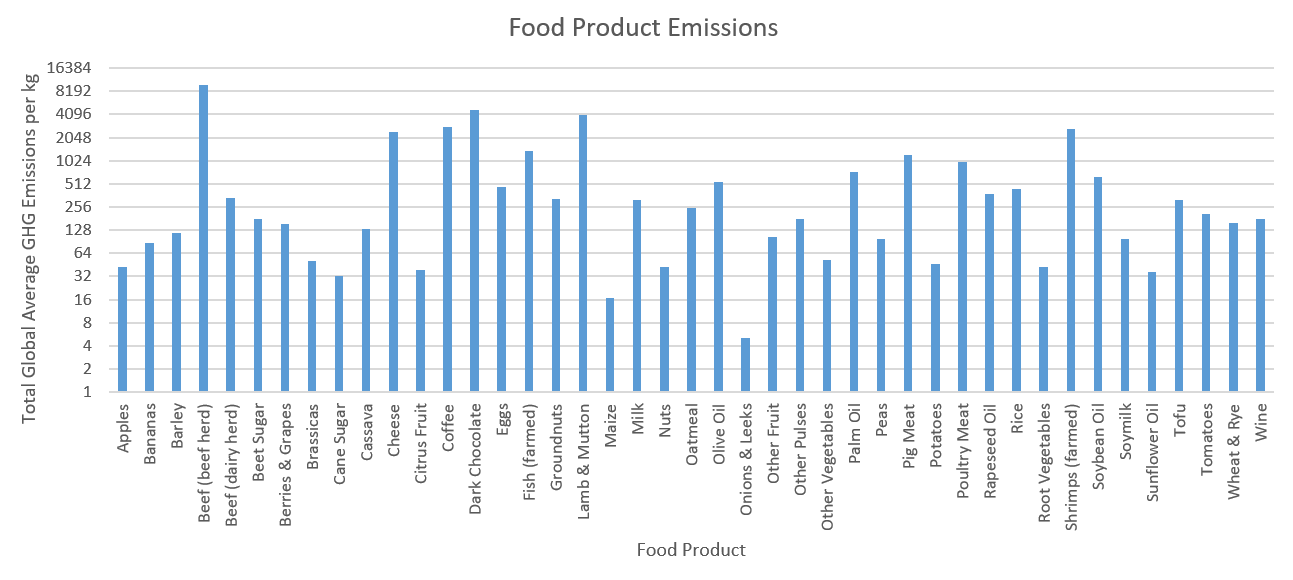 Food Product Emissions
Total Global Average GHG Emissions per kg
16384
8192
4096
2048
1024
512
256
128
64
32
16
8
4
2
1
Apples
Bananas
Barley
Beef (beef herd)
Beef (dairy herd)
Beet Sugar
Berries & Grapes
Brassicas
Cane Sugar
Cassava
Cheese
Citrus Fruit
Coffee
Dark Chocolate
Eggs
Fish (farmed)
Groundnuts
Lamb & Mutton
Maize
Milk
Nuts
Oatmeal
Olive Oil
Onions & Leeks
Other Fruit
Other Pulses
Other Vegetables
Palm Oil
Peas
Pig Meat
Potatoes
Poultry Meat
Rapeseed Oil
Rice
Root Vegetables
Shrimps (farmed)
Soybean Oil
Soymilk
Sunflower Oil
Tofu
Tomatoes
Wheat & Rye
Wine
Food Product